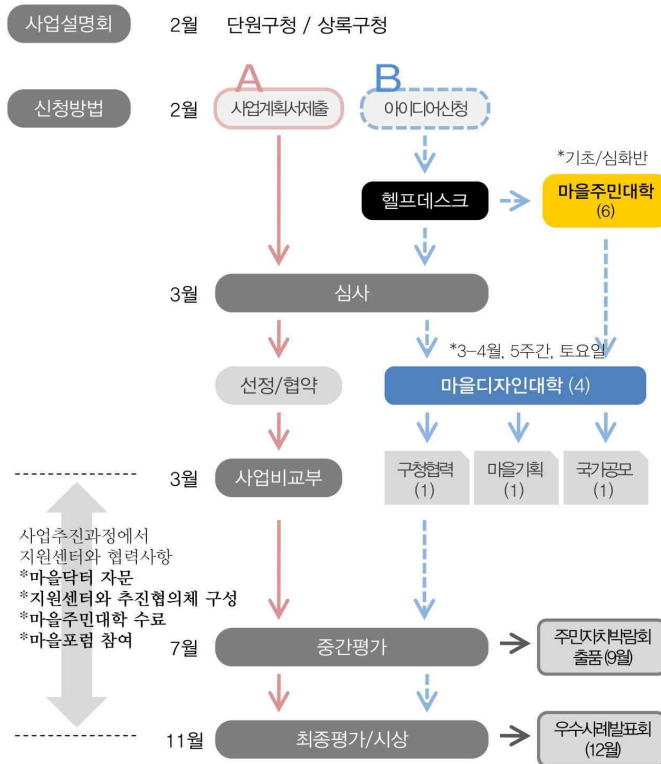 사업설명회 2월 단원구청 / 상록구청
A B
신청방법 2월 사업계획서제출 아이디어신청
*기초/심화반
헬프데스크 마을주민대학
(6)
3월 심사
*3-4월, 5주간, 토요일
선정/협약 마을디자인대학 (4)
3월 사업비교부
구청협력
(1)
마을기획
(1)
국가공모
(1)
사업추진과정에서
지원센터와 협력사항
*마을닥터 자문
*지원센터와 추진협의체 구성
*마을주민대학 수료
*마을포럼 참여
7월 중간평가
주민자치박람회
출품(9월)
11월 최종평가/시상
우수사례발표회
(12월)